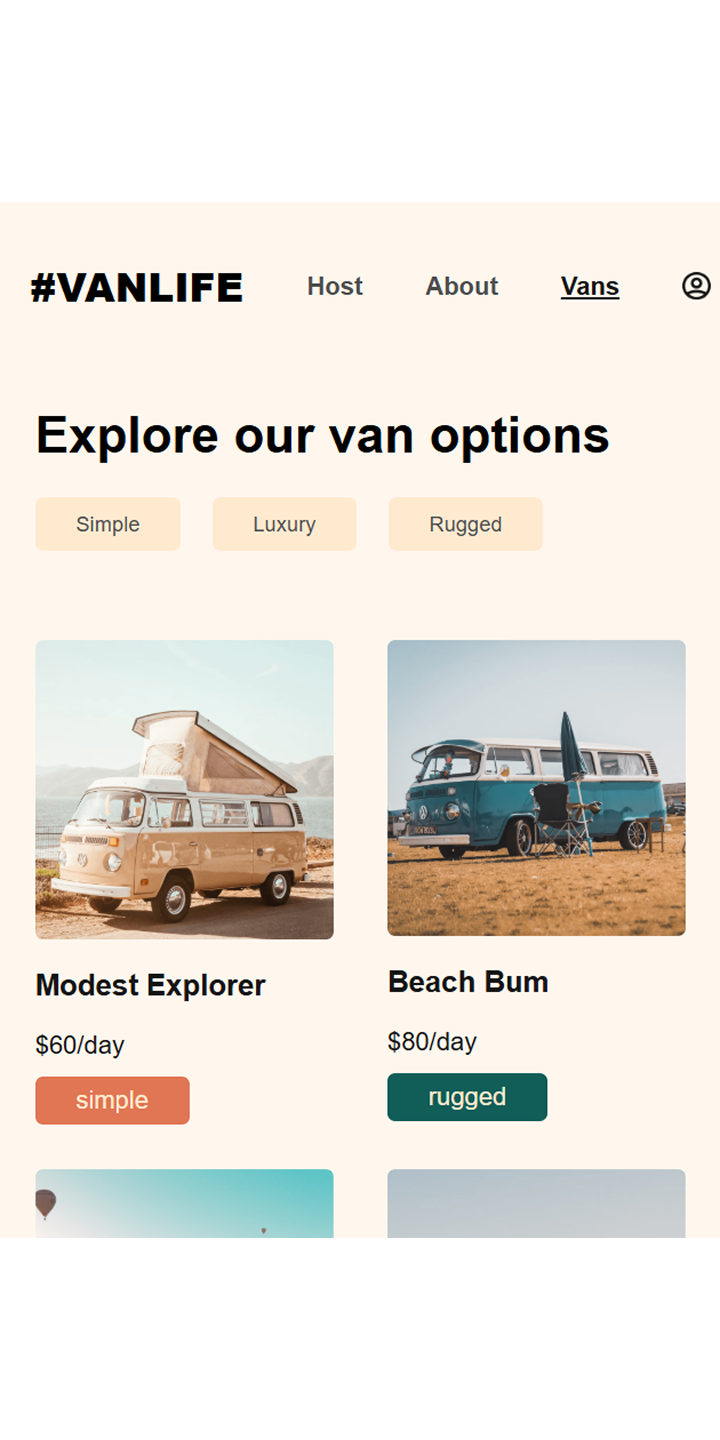 #VANLIFE Host About Vans
Explore our van options
Simple Luxury Rugged
Modest Explorer
$60/day
simple
Beach Bum
$80/day
rugged